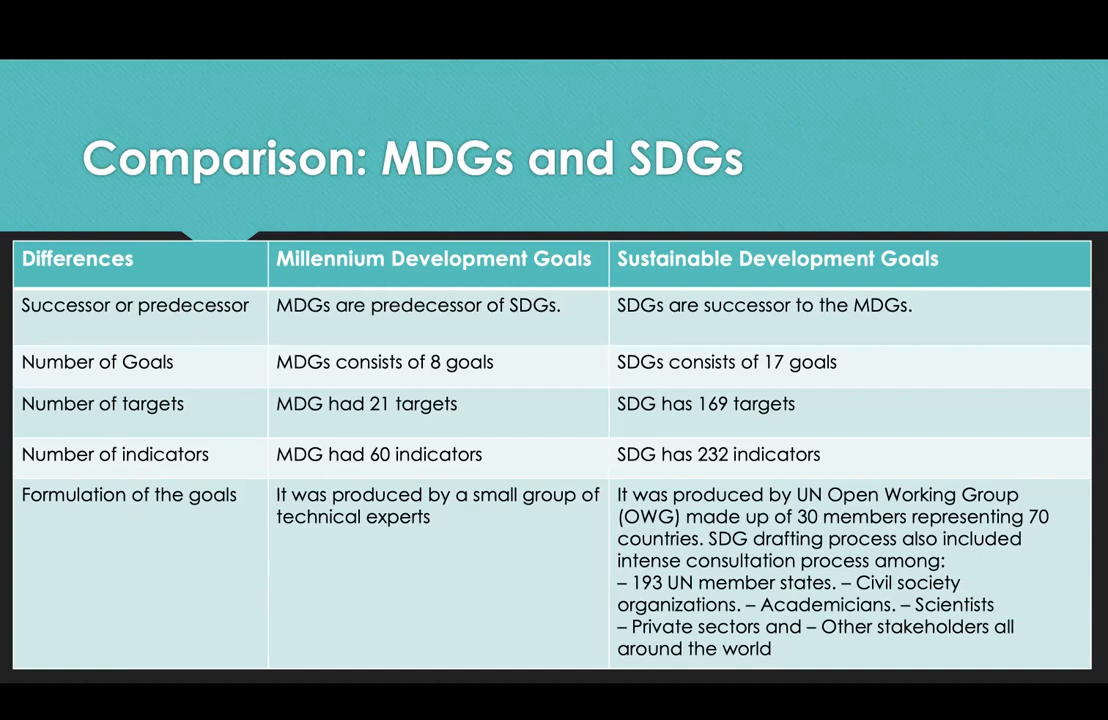 Comparison: MDGs and SDGs
Differences
Millennium Development Goals
Sustainable Development Goals
Successor or predecessor
MDGs are predecessor of SDGs.
SDGs are successor to the MDGs.
Number of Goals
MDGs consists of 8 goals
SDGs consists of 17 goals
Number of targets
MDG had 21 targets
SDG has 169 targets
Number of indicators
MDG had 60 indicators
SDG has 232 indicators
Formulation of the goals
It was produced by a small group of
technical experts
It was produced by UN Open Working Group
(OWG) made up of 30 members representing 70
countries. SDG drafting process also included
intense consultation process among:
– 193 UN member states. – Civil society
organizations. – Academicians. – Scientists
– Private sectors and – Other stakeholders all
around the world